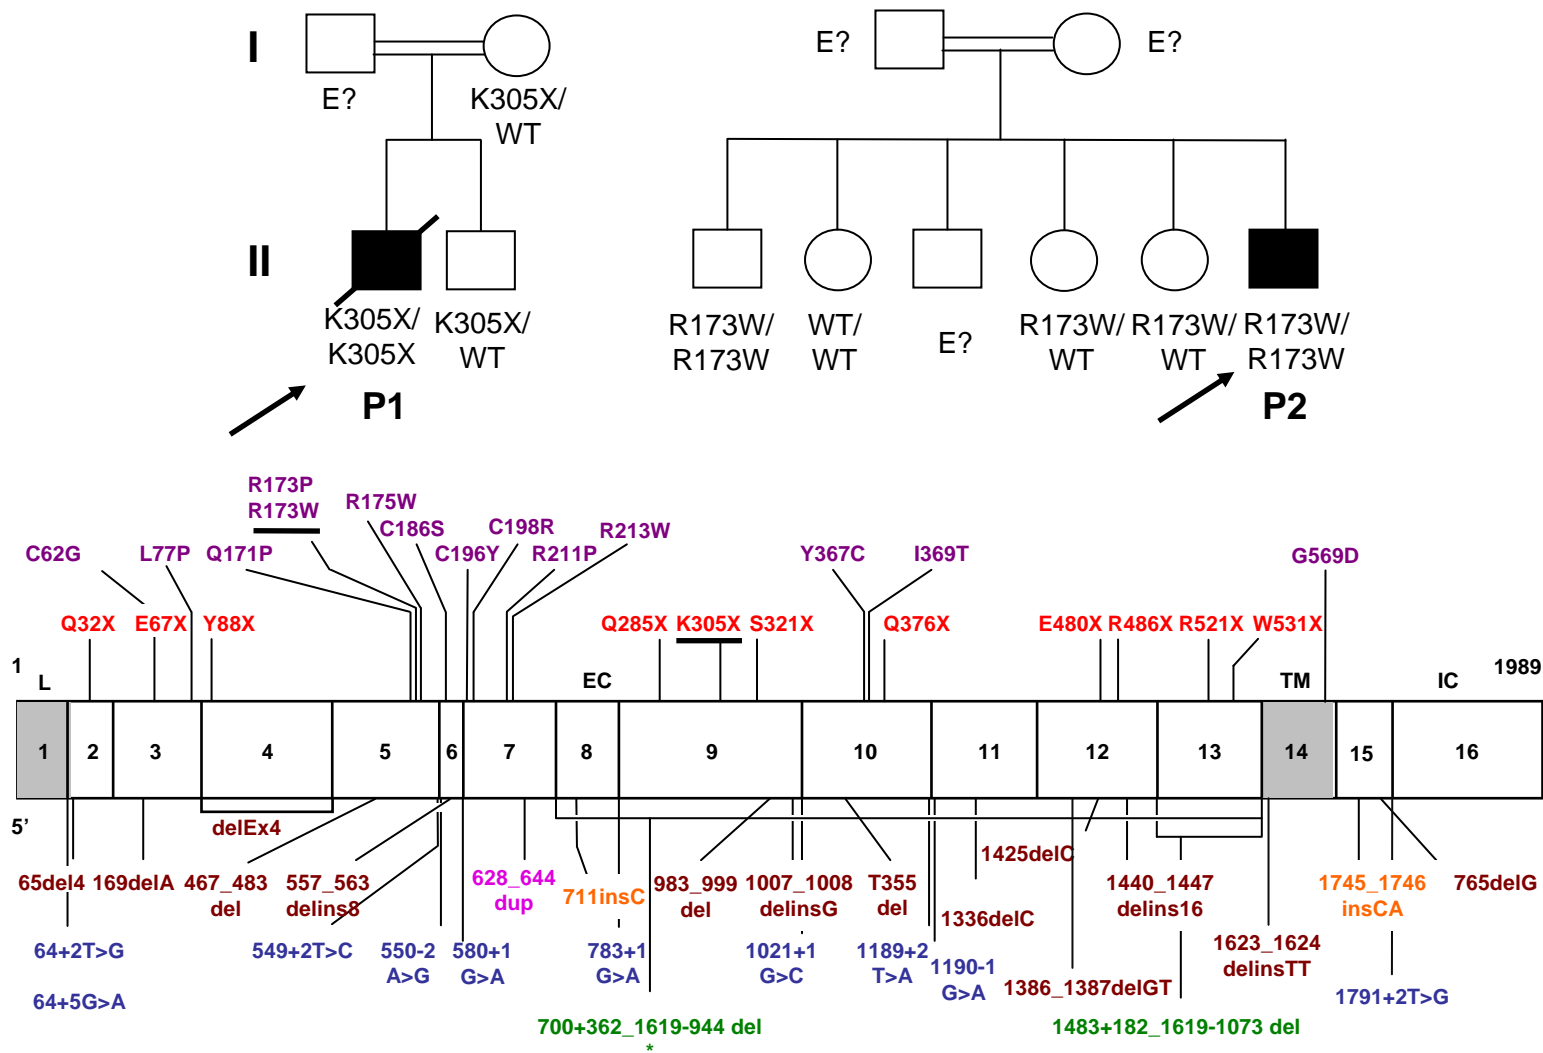 I
E?
K305X/
WT
E?
E?
II
K305X/
K305X
K305X/
WT
R173W/
R173W
WT/
WT
E?
R173W/
WT
R173W/
WT
R173W/
R173W
P1
P2
R173P
R173W
R175W
C186S
C198R
R213W
C62G
L77P
Q171P
C196Y
R211P
Y367C
I369T
G569D
Q32X
E67X
Y88X
Q285X
K305X
S321X
Q376X
E480X
R486X
R521X
W531X
1
L
EC
TM
IC
1989
1
2
3
4
5
6
7
8
9
10
11
12
13
14
15
16
5’
delEx4
65del4
169delA
467_483
del
557_563
delins8
628_644
dup
711insC
983_999
del
1007_1008
delinsG
T355
del
1425delC
1336delC
1440_1447
delins16
1745_1746
insCA
765delG
64+2T>G
64+5G>A
549+2T>C
550-2
A>G
580+1
G>A
783+1
G>A
1021+1
G>C
1189+2
T>A
1190-1
G>A
1386_1387delGT
1623_1624
delinsTT
1791+2T>G
700+362_1619-944 del
*
1483+182_1619-1073 del